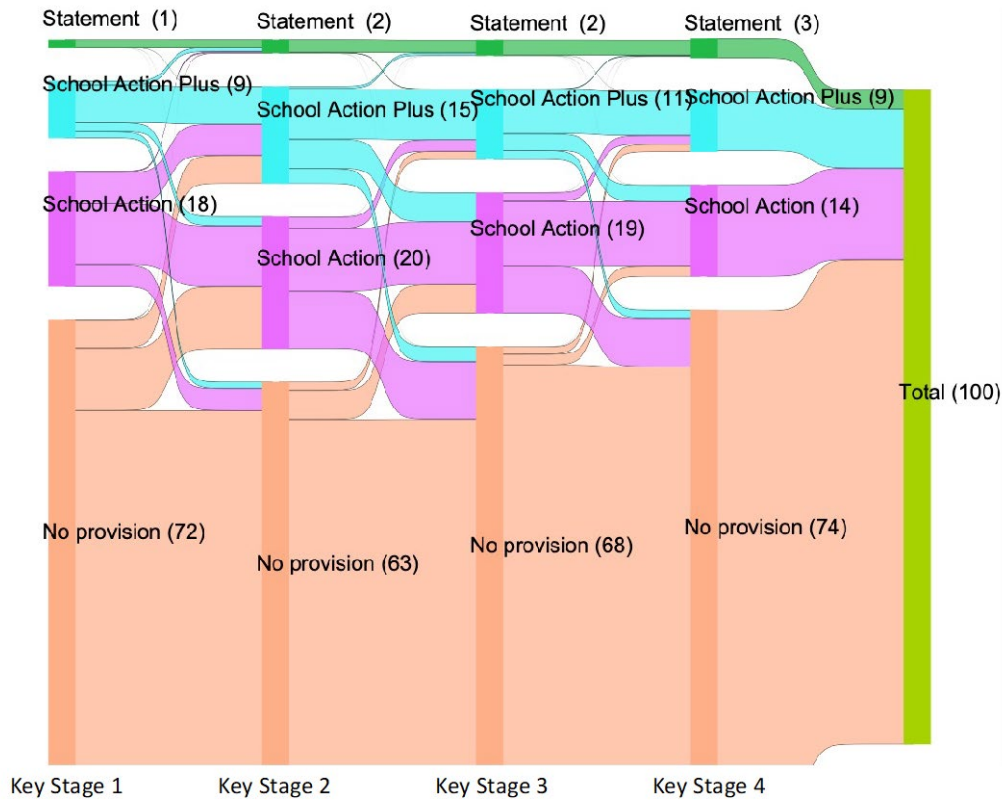 Statement (1)
Statement (2)
Statement (2)
Statement (3)
School Action Plus (9)
School Action Plus (15)
School Action Plus (11)
School Action Plus (9)
School Action (18)
School Action (20)
School Action (19)
School Action (14)
Total (100)
No provision (72)
No provision (63)
No provision (68)
No provision (74)
Key Stage 1
Key Stage 2
Key Stage 3
Key Stage 4